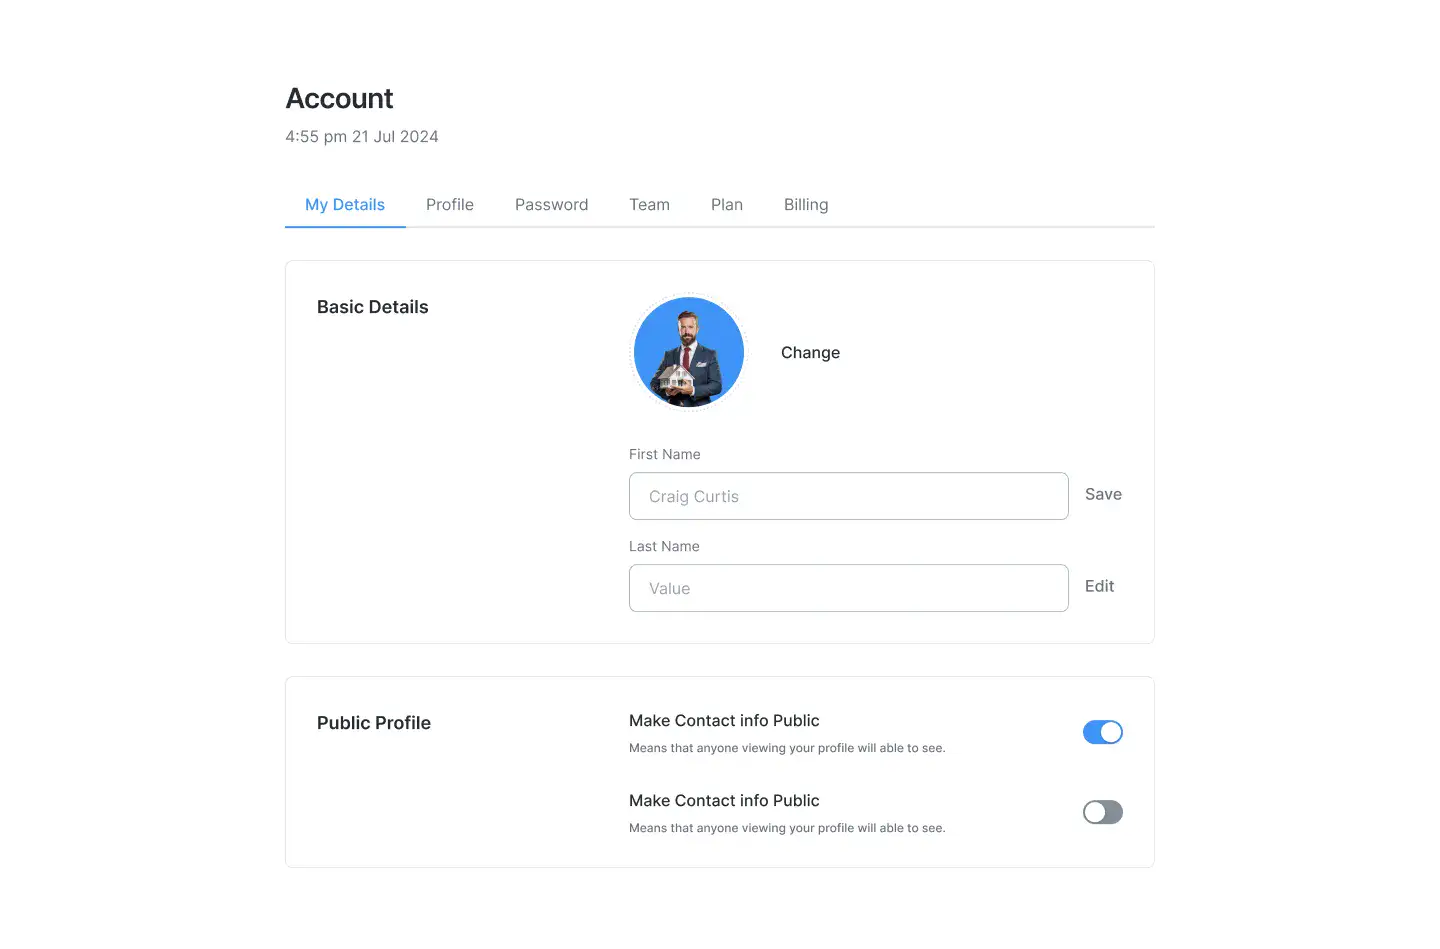 Account
4:55 pm 21 Jul 2024
My Details Profile Password Team Plan Billing
Basic Details
Change
First Name
Craig Curtis
Save
Last Name
Value
Edit
Public Profile
Make Contact info Public
Means that anyone viewing your profile will able to see.
Make Contact info Public
Means that anyone viewing your profile will able to see.